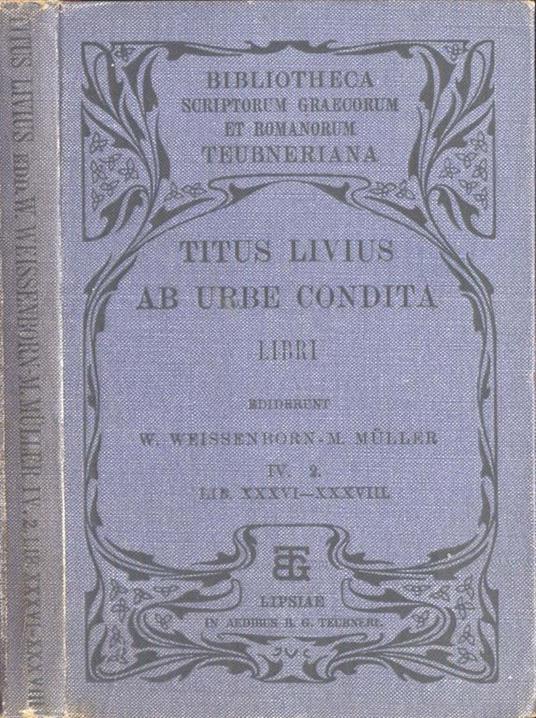 TITUS LIVIUS EDD. W. WEISSENBORN-M. MÜLLER IV. 2 LIB. XXXVI-XXXVIII
BIBLIOTHECA
SCRIPTORUM GRAECORUM
ET ROMANORUM
TEUBNERIANA
TITUS LIVIUS
AB URBE CONDITA
LIBRI
EDIDERUNT
W. WEISSENBORN-M. MÜLLER
IV. 2.
LIB. XXXVI—XXXVIII.
BTG
LIPSIAE
IN AEDIBUS B. G. TEUBNERI.